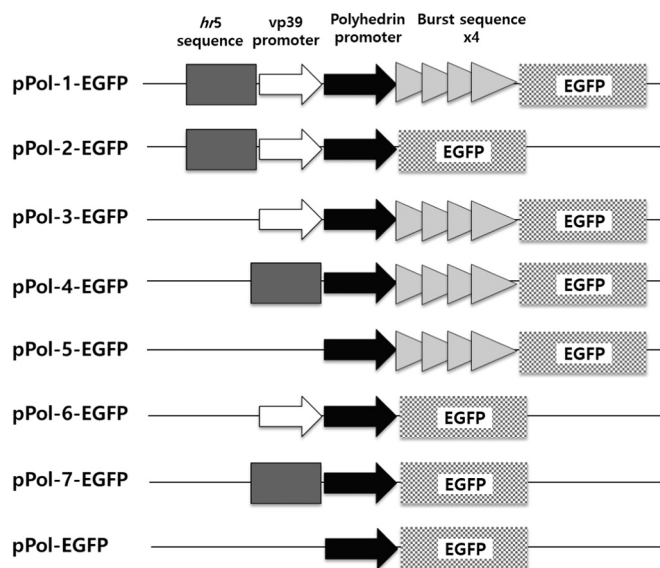 hr5 sequence
vp39 promoter
Polyhedrin promoter
Burst sequence x4
pPol-1-EGFP
EGFP
pPol-2-EGFP
EGFP
pPol-3-EGFP
EGFP
pPol-4-EGFP
EGFP
pPol-5-EGFP
EGFP
pPol-6-EGFP
EGFP
pPol-7-EGFP
EGFP
pPol-EGFP
EGFP